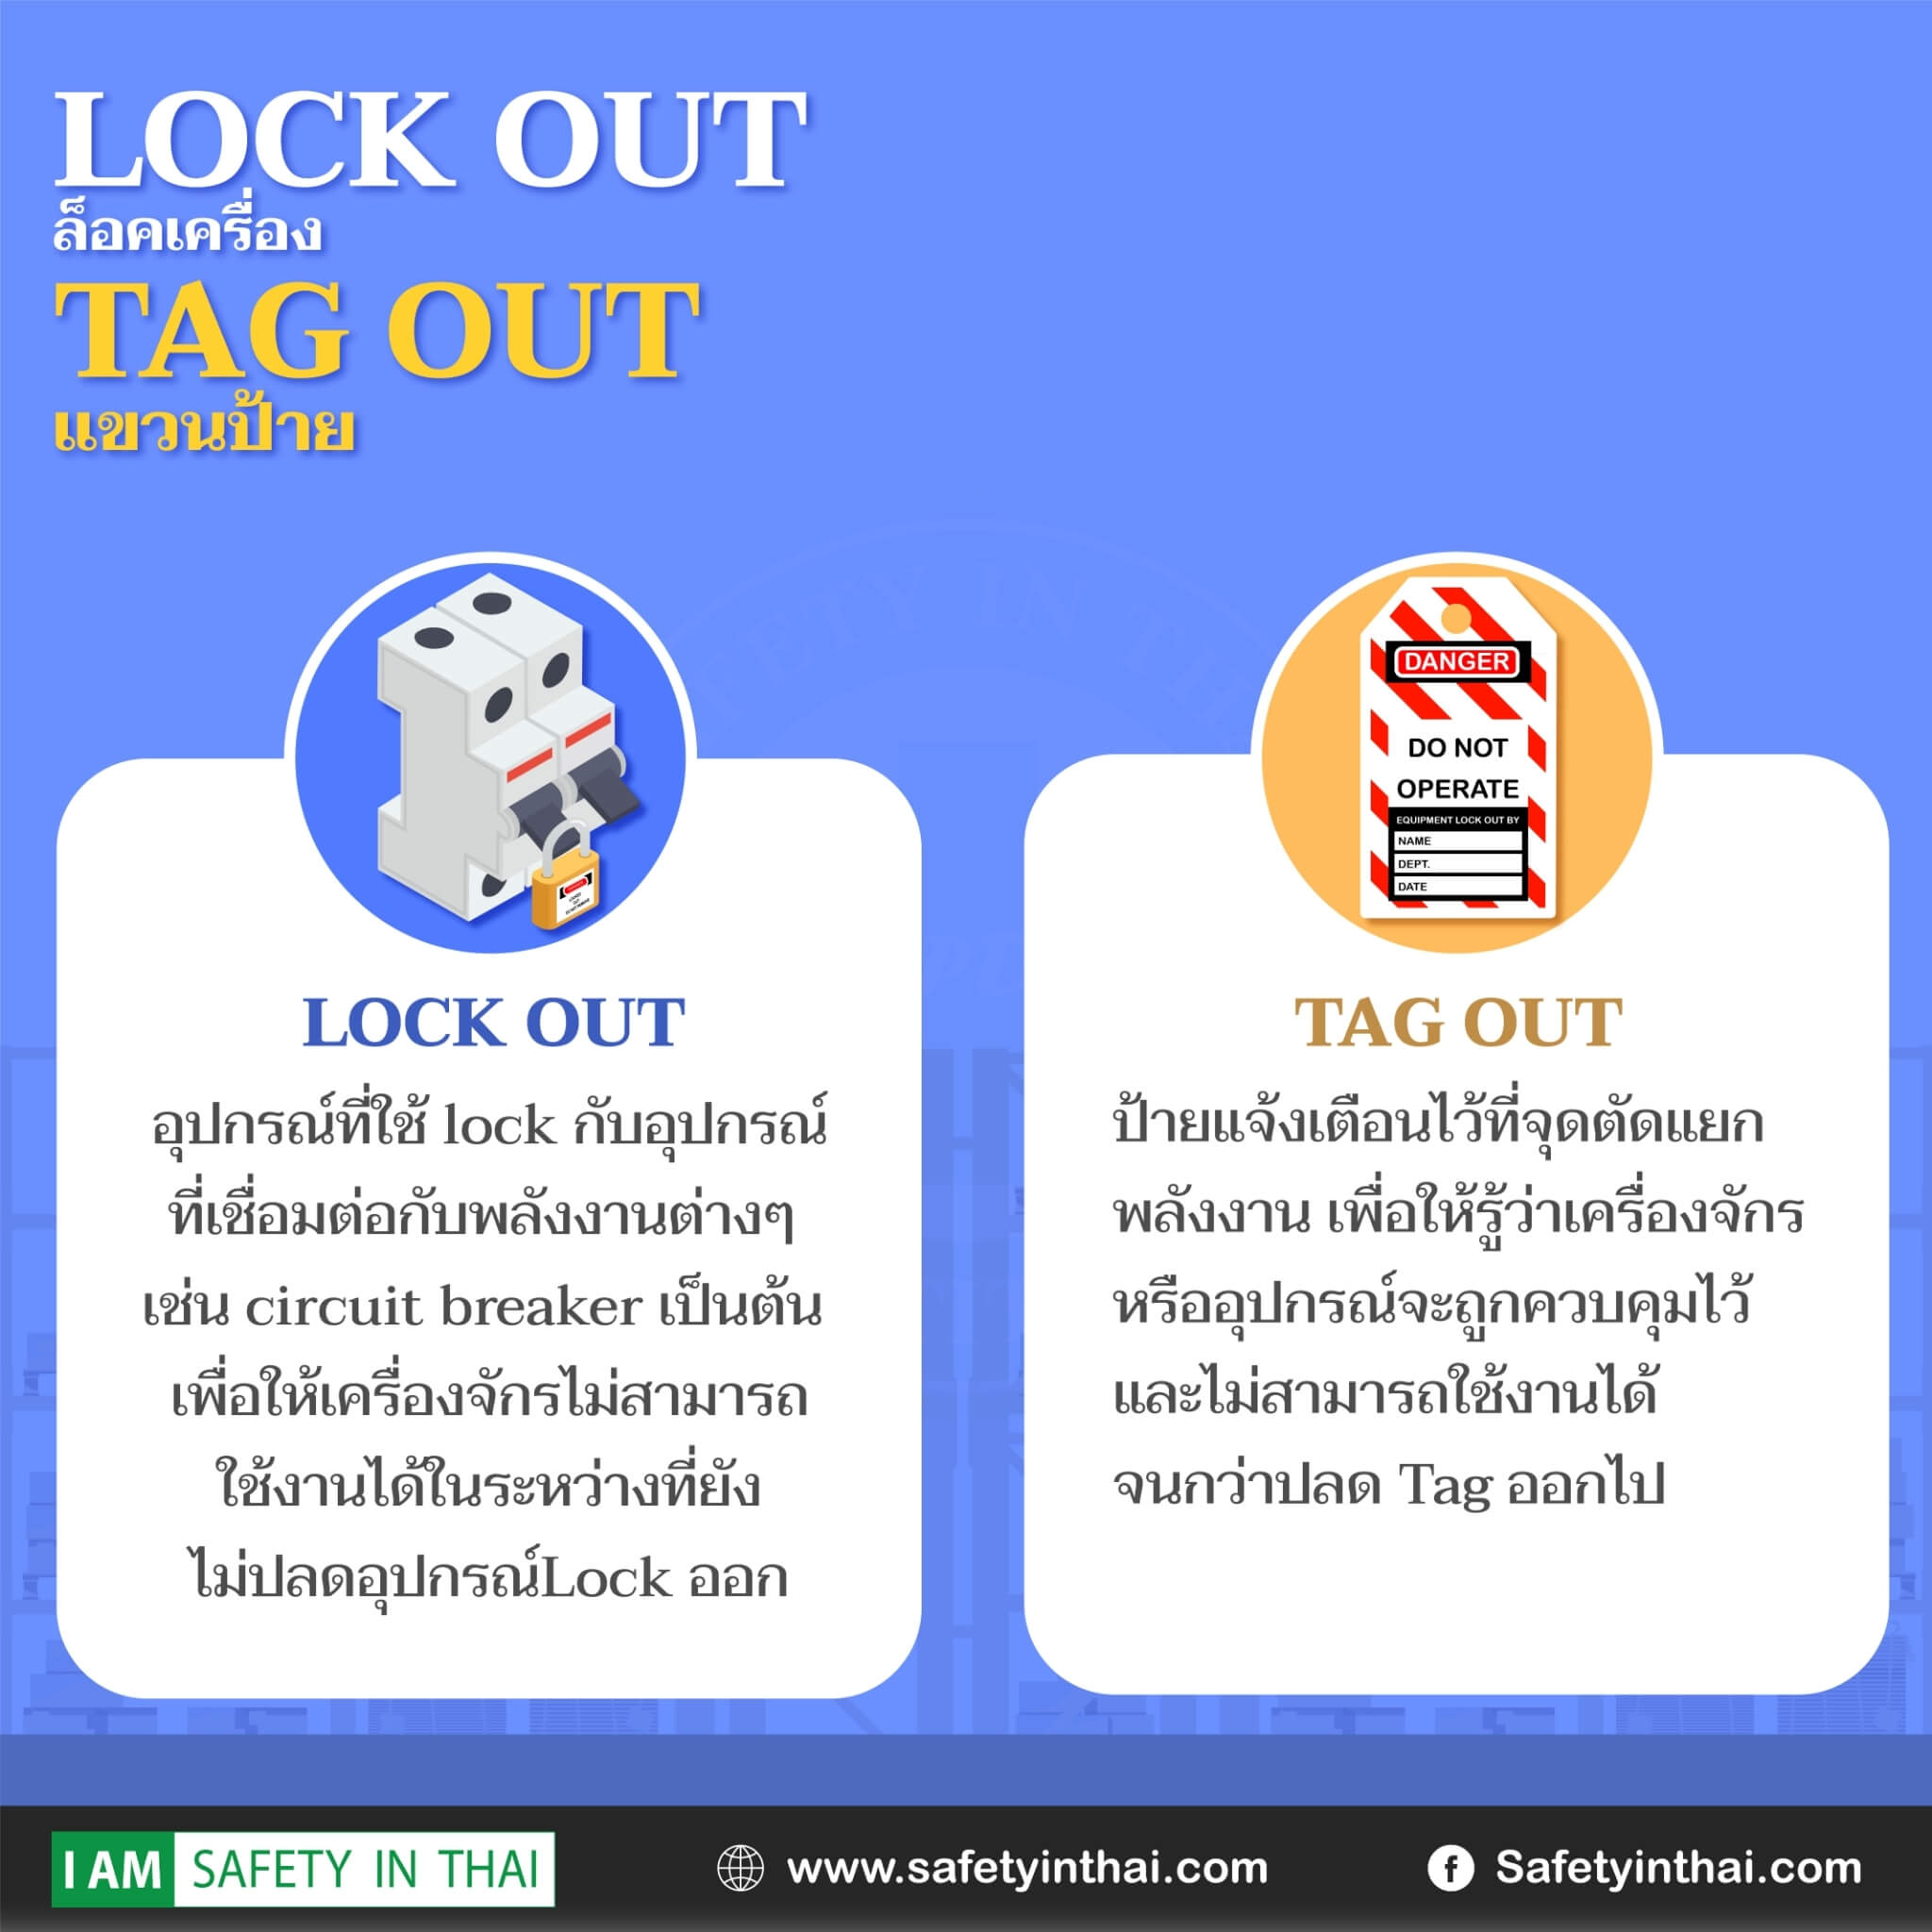 LOCK OUT
ล็อคเครื่อง
TAG OUT
แขวนป้าย
DANGER
DO NOT
OPERATE
EQUIPMENT LOCK OUT BY
NAME
DEPT.
DATE
LOCK OUT
อุปกรณ์ที่ใช้ lock กับอุปกรณ์
ที่เชื่อมต่อกับพลังงานต่างๆ
เช่น circuit breaker เป็นต้น
เพื่อให้เครื่องจักรไม่สามารถ
ใช้งานได้ในระหว่างที่ยัง
ไม่ปลดอุปกรณ์Lock ออก
TAG OUT
ป้ายแจ้งเตือนไว้ที่จุดตัดแยก
พลังงาน เพื่อให้รู้ว่าเครื่องจักร
หรืออุปกรณ์จะถูกควบคุมไว้
และไม่สามารถใช้งานได้
จนกว่าปลด Tag ออกไป
I AM SAFETY IN THAI
www.safetyinthai.com
Safetyinthai.com